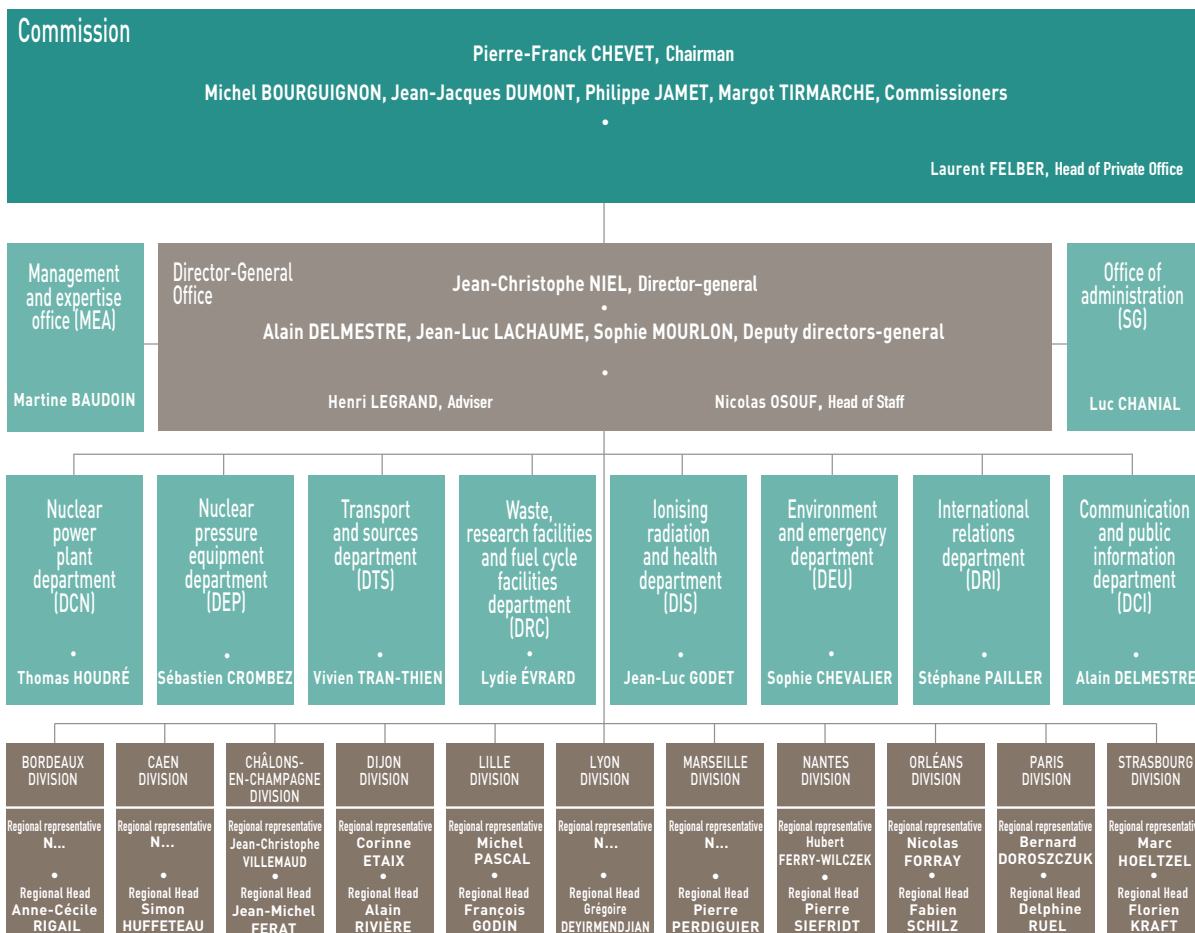 Commission
Pierre-Franck CHEVET, Chairman
Michel BOURGUIGNON, Jean-Jacques DUMONT, Philippe JAMET, Margot TIRMARCHE, Commissioners
Laurent FELBER, Head of Private Office
Management
and expertise
office (MEA)
Martine BAUDOIN
Director-General
Office
Jean-Christophe NIEL, Director-general
Alain DELMESTRE, Jean-Luc LACHAUME, Sophie MOURLON, Deputy directors-general
Henri LEGRAND, Adviser
Nicolas OSOUF, Head of Staff
Office of
administration
(SG)
Luc CHANIAL
Nuclear
power
plant
department
(DCN)
Thomas HOUDRÉ
Nuclear
pressure
equipment
department
(DEP)
Sébastien CROMBEZ
Transport
and sources
department
(DTS)
Vivien TRAN-THIEN
Waste,
research facilities
and fuel cycle
facilities
department
(DRC)
Lydie ÉVRARD
Ionising
radiation
and health
department
(DIS)
Jean-Luc GODET
Environment
and emergency
department
(DEU)
Sophie CHEVALIER
International
relations
department
(DRI)
Stéphane PAILLER
Communication
and public
information
department
(DCI)
Alain DELMESTRE
BORDEAUX
DIVISION
Regional representative
N...
Regional Head
Anne-Cécile
RIGAIL
CAEN
DIVISION
Regional representative
N...
Regional Head
Simon
HUFFETEAU
CHÂLONS-
EN-CHAMPAGNE
DIVISION
Regional representative
Jean-Christophe
VILLEMAUD
Regional Head
Jean-Michel
FERAT
DIJON
DIVISION
Regional representative
Corinne
ETAIX
Regional Head
Alain
RIVIÈRE
LILLE
DIVISION
Regional representative
Michel
PASCAL
Regional Head
François
GODIN
LYON
DIVISION
Regional representative
N...
Regional Head
Grégoire
DEYIRMENDJIAN
MARSEILLE
DIVISION
Regional representative
N...
Regional Head
Pierre
PERDIGUIER
NANTES
DIVISION
Regional representative
Hubert
FERRY-WILCZEK
Regional Head
Pierre
SIEFRIDT
ORLÉANS
DIVISION
Regional representative
Nicolas
FORRAY
Regional Head
Fabien
SCHILZ
PARIS
DIVISION
Regional representative
Bernard
DOROSZCZUK
Regional Head
Delphine
RUEL
STRASBOURG
DIVISION
Regional representative
Marc
HOELTZEL
Regional Head
Florien
KRAFT